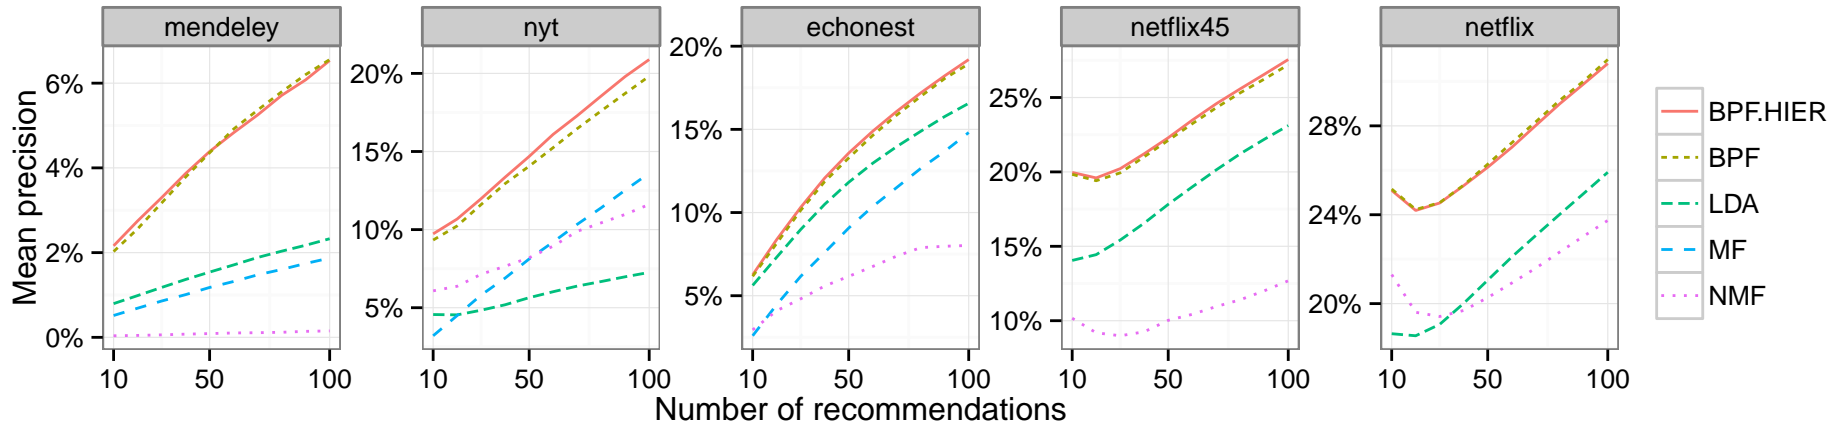 mendeley nyt echonest netflix45 netflix
Mean precision
6%
4%
2%
0%
10 50 100
20%
15%
10%
5%
10 50 100
20%
15%
10%
5%
10 50 100
25%
20%
15%
10%
10 50 100
28%
24%
20%
10 50 100
Number of recommendations
BPF.HIER
BPF
LDA
MF
NMF